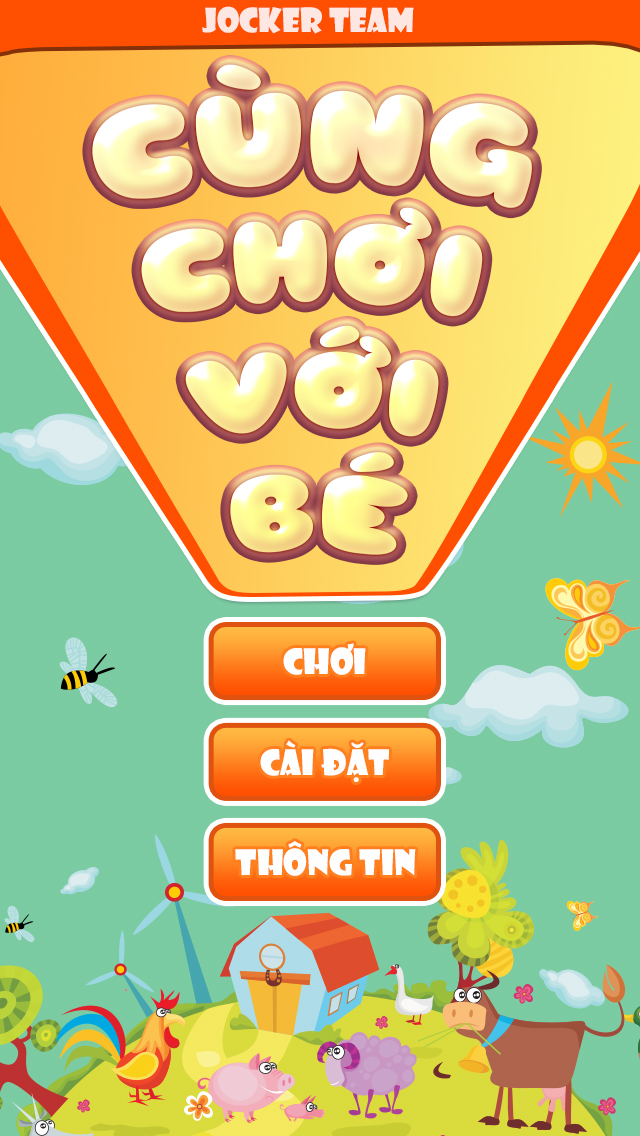 JOCKER TEAM
CÙNG
CHƠI
VỚI
BÉ
CHƠI
CÀI ĐẶT
THÔNG TIN